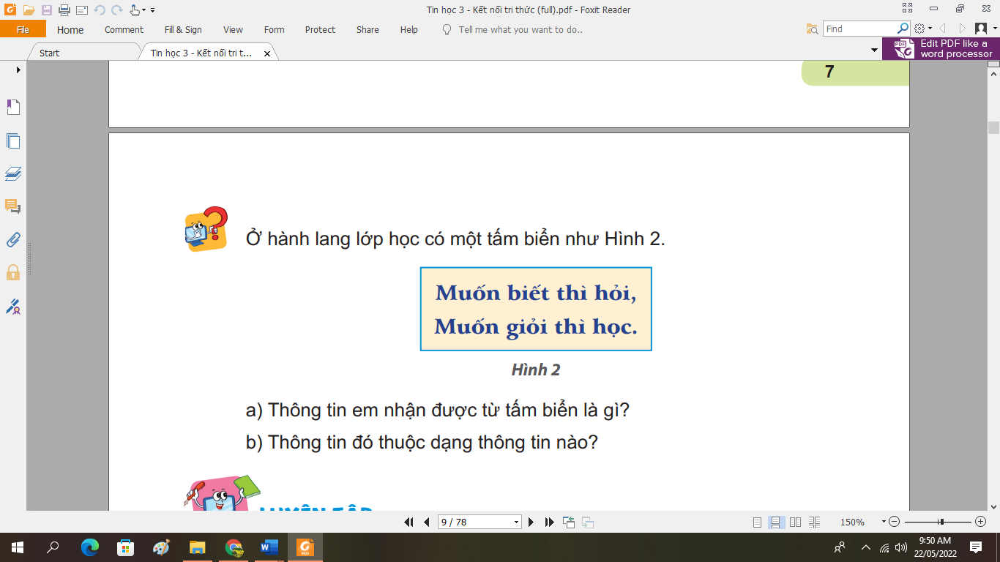 Tin học 3 - Kết nối tri thức (full).pdf - Foxit Reader
File Home Comment Fill & Sign View Form Protect Share Help Tell me what you want to do.. Find
Start Tin học 3 - Kết nối tri t... Edit PDF like a
word processor
7
Ở hành lang lớp học có một tấm biển như Hình 2.
Muốn biết thì hỏi,
Muốn giỏi thì học.
Hình 2
a) Thông tin em nhận được từ tấm biển là gì?
b) Thông tin đó thuộc dạng thông tin nào?
LUYỆN TẬP
9 / 78 150%
9:50 AM
22/05/2022